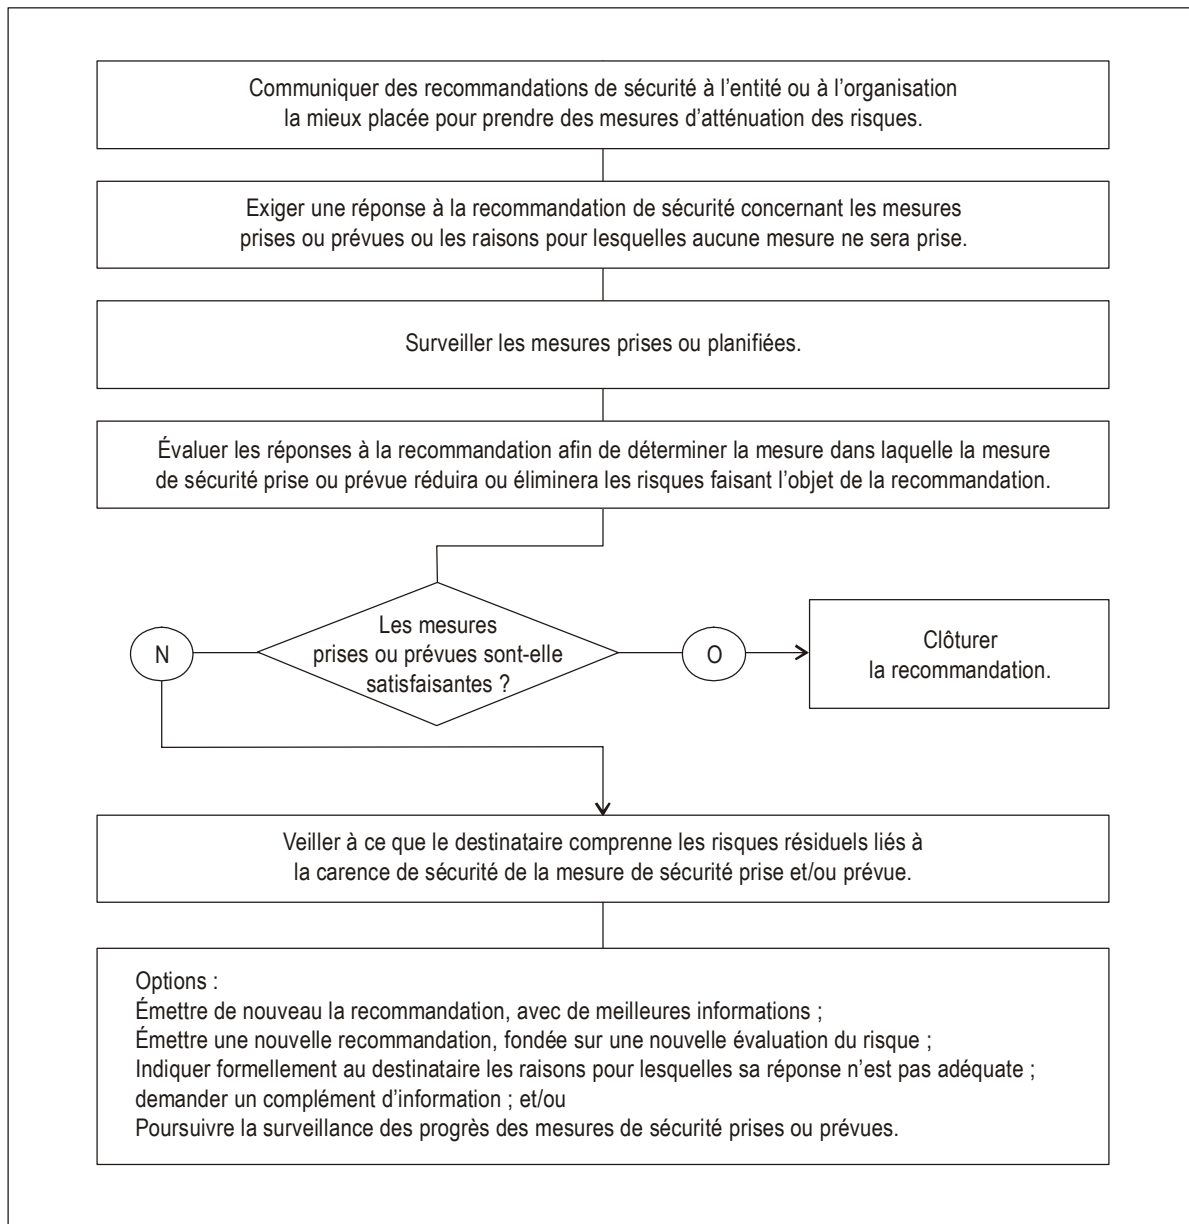 Communiquer des recommandations de sécurité à l’entité ou à l’organisation
la mieux placée pour prendre des mesures d’atténuation des risques.
Exiger une réponse à la recommandation de sécurité concernant les mesures
prises ou prévues ou les raisons pour lesquelles aucune mesure ne sera prise.
Surveiller les mesures prises ou planifiées.
Évaluer les réponses à la recommandation afin de déterminer la mesure dans laquelle la mesure
de sécurité prise ou prévue réduira ou éliminera les risques faisant l’objet de la recommandation.
Les mesures
prises ou prévues sont-elle
satisfaisantes ?
N
O
Clôturer
la recommandation.
Veiller à ce que le destinataire comprenne les risques résiduels liés à
la carence de sécurité de la mesure de sécurité prise et/ou prévue.
Options :
Émettre de nouveau la recommandation, avec de meilleures informations ;
Émettre une nouvelle recommandation, fondée sur une nouvelle évaluation du risque ;
Indiquer formellement au destinataire les raisons pour lesquelles sa réponse n’est pas adéquate ;
demander un complément d’information ; et/ou
Poursuivre la surveillance des progrès des mesures de sécurité prises ou prévues.